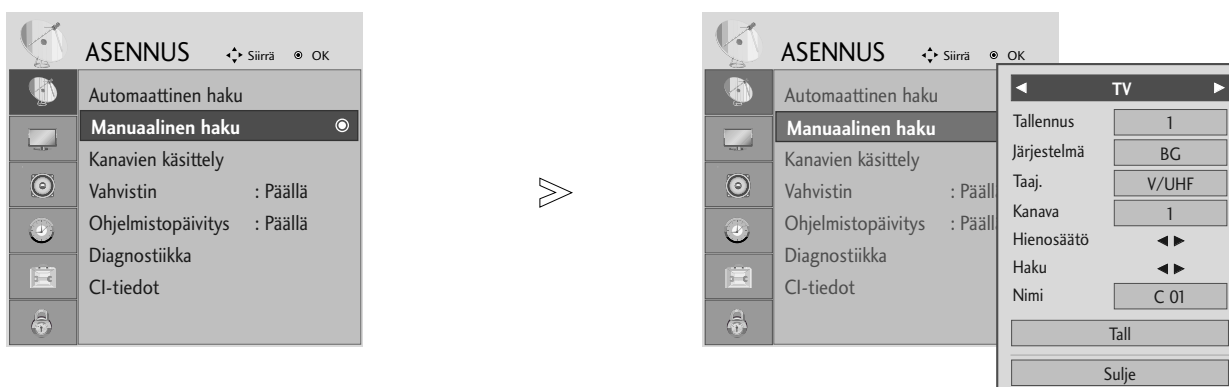 ASENNUS Siirrä OK
Automaattinen haku
Manuaalinen haku
Kanavien käsittely
Vahvistin : Päällä
Ohjelmistopäivitys : Päällä
Diagnostiikka
CI-tiedot
ASENNUS Siirrä OK
Automaattinen haku
Manuaalinen haku
Kanavien käsittely
Vahvistin : Pääll
Ohjelmistopäivitys : Pääll
Diagnostiikka
CI-tiedot
TV
Tallennus 1
Järjestelmä BG
Taaj. V/UHF
Kanava 1
Hienosäätö
Haku
Nimi C 01
Tall
Sulje